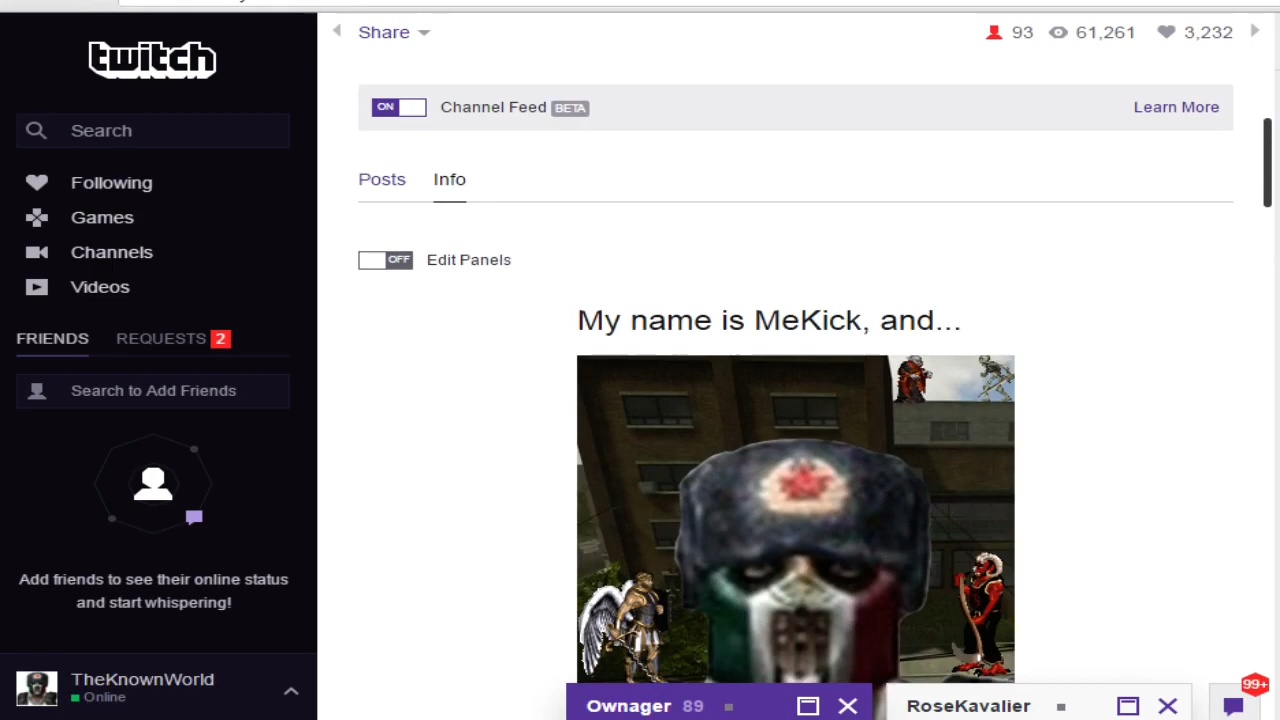 twitch
Search
Following
Games
Channels
Videos
FRIENDS REQUESTS 2
Search to Add Friends
Add friends to see their online status
and start whispering!
TheKnownWorld
Online
Share 93 61,261 3,232
ON Channel Feed BETA Learn More
Posts Info
OFF Edit Panels
My name is MeKick, and...
Ownager 89
RoseKavalier
99+